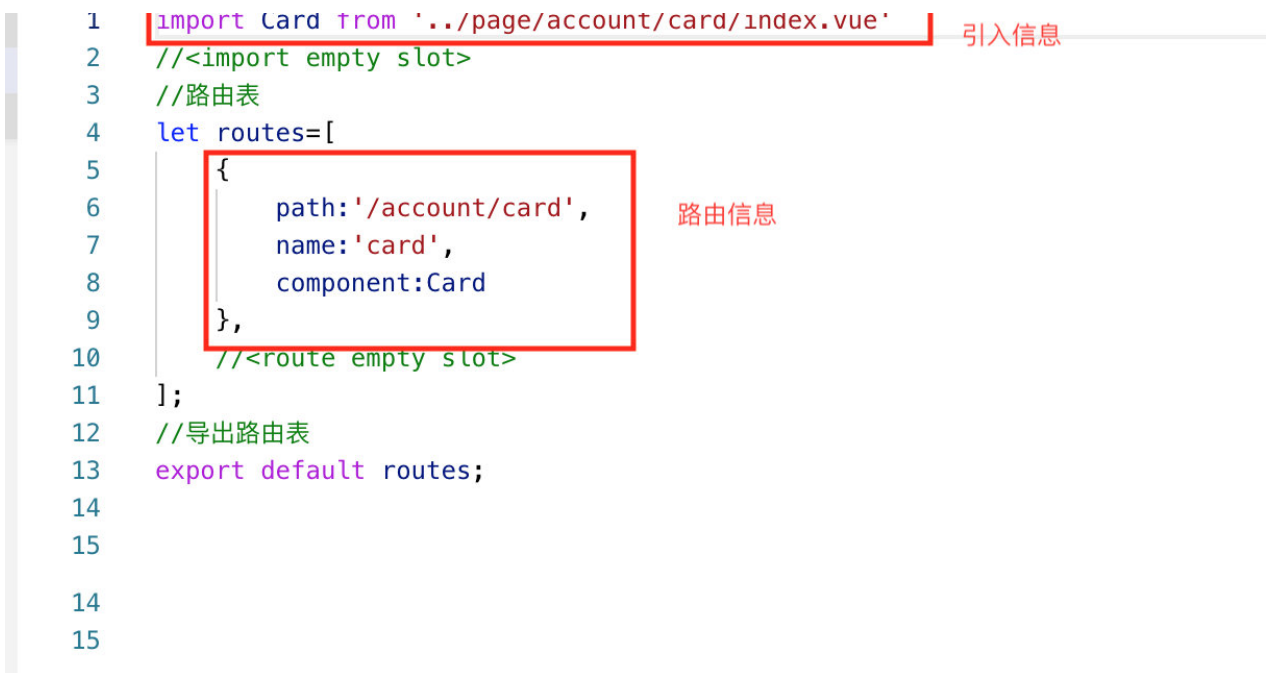 1 import Card from '../page/account/card/index.vue' 引入信息
2 //<import empty slot>
3 //路由表
4 let routes=[
5 {
6 path:'/account/card', 路由信息
7 name:'card',
8 component:Card
9 },
10 //<route empty slot>
11 ];
12 //导出路由表
13 export default routes;
14
15
14
15